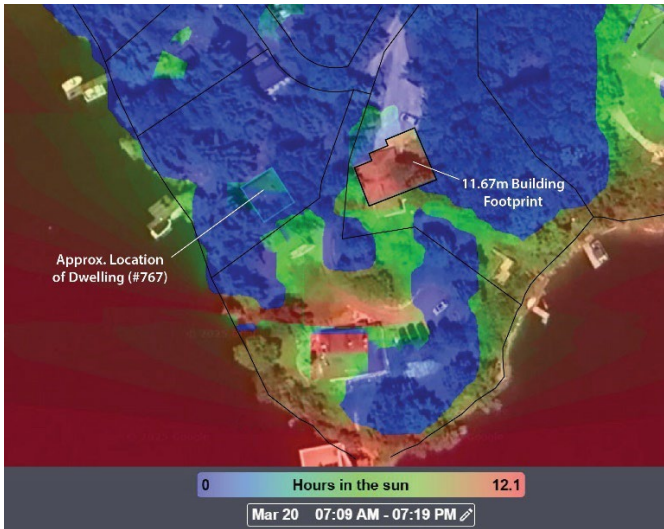 11.67m Building
Footprint
Approx. Location
of Dwelling (#767)
0 Hours in the sun 12.1
Mar 20 07:09 AM - 07:19 PM